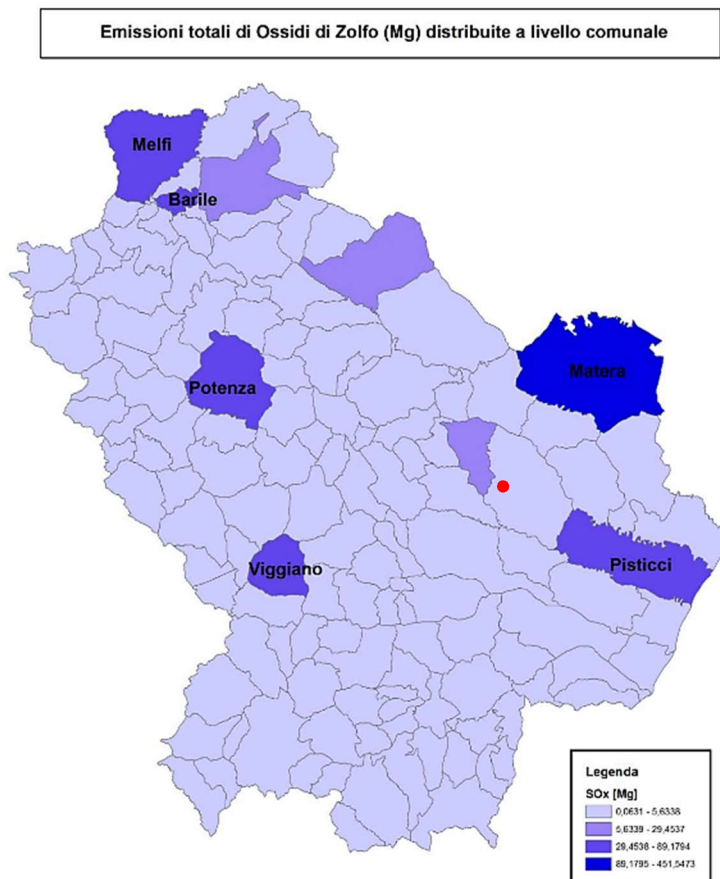 Emissioni totali di Ossidi di Zolfo (Mg) distribuite a livello comunale
Melfi
Barile
Matera
Potenza
Viggiano
Pisticci
Legenda
SOx [Mg]
0,0631 - 5,6338
5,6339 - 29,4537
29,4538 - 89,1794
89,1795 - 451,5473